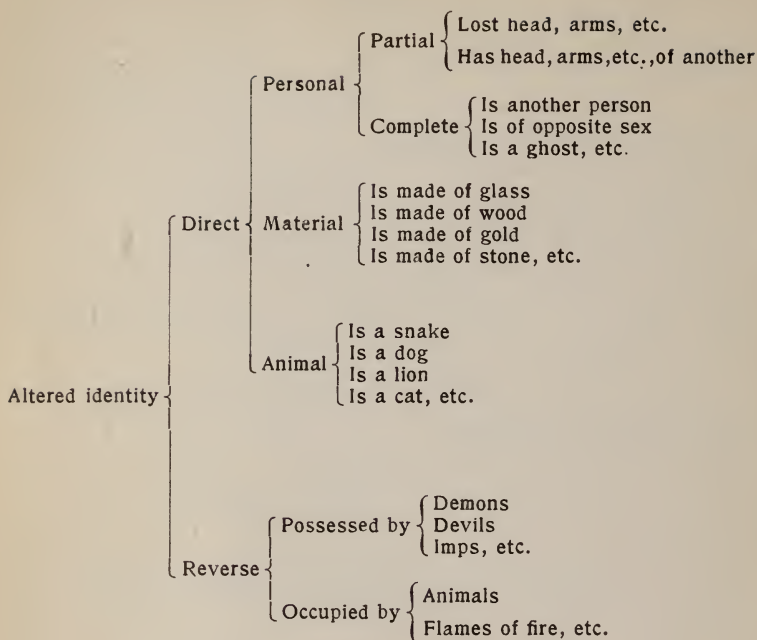 Lost head, arms, etc.
Partial
Has head, arms,etc.,of another
Personal
Is another person
Complete Is of opposite sex
Is a ghost, etc.
Is made of glass
Is made of wood
Direct Material
Is made of gold
Is made of stone, etc.
Is a snake
Is a dog
Animal
Is a lion
Altered identity Is a cat, etc.
Demons
Possessed by Devils
Imps, etc.
Reverse
Animals
Occupied by
Flames of fire, etc.